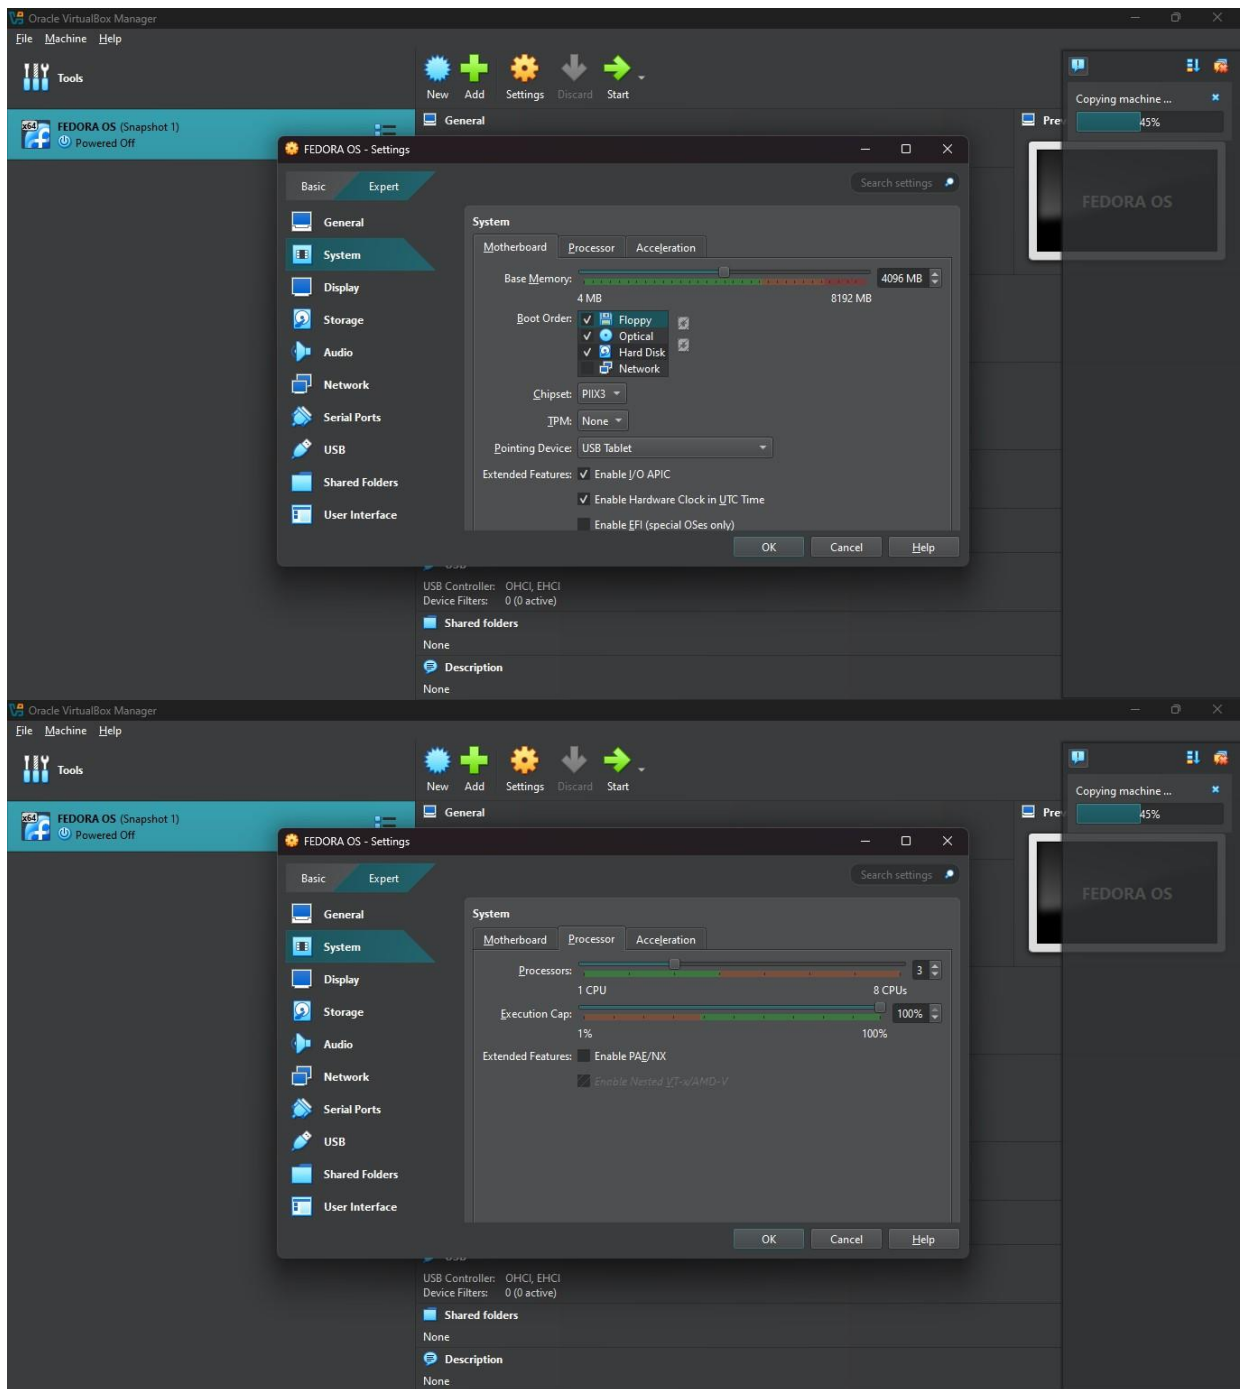 Oracle VirtualBox Manager
File Machine Help
Tools
New Add Settings Discard Start
Copying machine ...
45%
x64
FEDORA OS (Snapshot 1)
Powered Off
General
Prev
FEDORA OS
FEDORA OS - Settings
Basic Expert
Search settings
General
System
Display
Storage
Audio
Network
Serial Ports
USB
Shared Folders
User Interface
System
Motherboard Processor Acceleration
Base Memory: 4096 MB
4 MB 8192 MB
Boot Order: Floppy
Optical
Hard Disk
Network
Chipset: PIIX3
TPM: None
Pointing Device: USB Tablet
Extended Features: Enable I/O APIC
Enable Hardware Clock in UTC Time
Enable EFI (special OSes only)
OK Cancel Help
USB Controller: OHCI, EHCI
Device Filters: 0 (0 active)
Shared folders
None
Description
None
Oracle VirtualBox Manager
File Machine Help
Tools
New Add Settings Discard Start
Copying machine ...
45%
x64
FEDORA OS (Snapshot 1)
Powered Off
General
Prev
FEDORA OS
FEDORA OS - Settings
Basic Expert
Search settings
General
System
Display
Storage
Audio
Network
Serial Ports
USB
Shared Folders
User Interface
System
Motherboard Processor Acceleration
Processors: 3
1 CPU 8 CPUs
Execution Cap: 100%
1% 100%
Extended Features: Enable PAE/NX
Enable Nested VT-x/AMD-V
OK Cancel Help
USB Controller: OHCI, EHCI
Device Filters: 0 (0 active)
Shared folders
None
Description
None